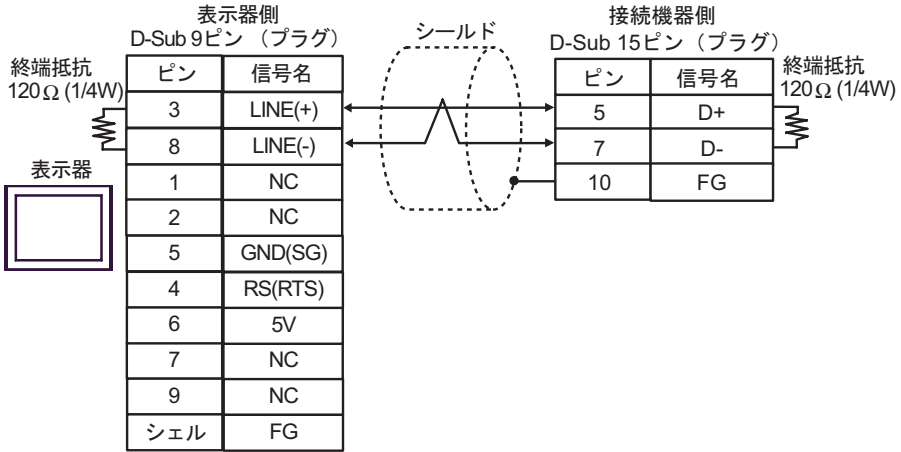 表示器側
D-Sub 9ピン （プラグ）
シールド
接続機器側
D-Sub 15ピン（プラグ）
終端抵抗
120Ω (1/4W)
ピン 信号名
3 LINE(+)
8 LINE(-)
1 NC
2 NC
5 GND(SG)
4 RS(RTS)
6 5V
7 NC
9 NC
シェル FG
表示器
ピン 信号名
5 D+
7 D-
10 FG
終端抵抗
120Ω (1/4W)